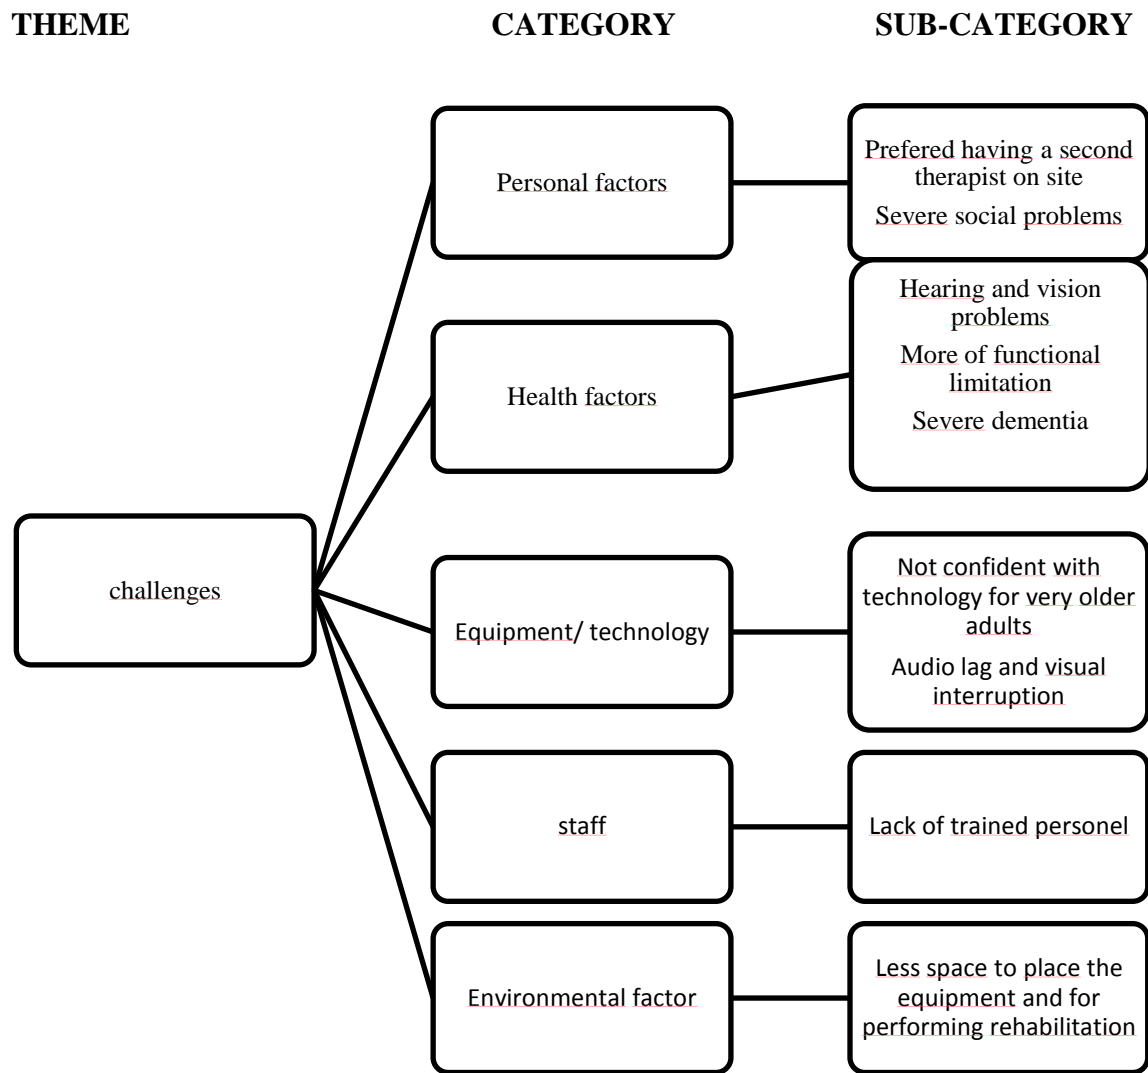 THEME
CATEGORY
SUB-CATEGORY
challenges
Personal factors
Prefered having a second
therapist on site
Severe social problems
Health factors
Hearing and vision
problems
More of functional
limitation
Severe dementia
Equipment/ technology
Not confident with
technology for very older
adults
Audio lag and visual
interruption
staff
Lack of trained personel
Environmental factor
Less space to place the
equipment and for
performing rehabilitation